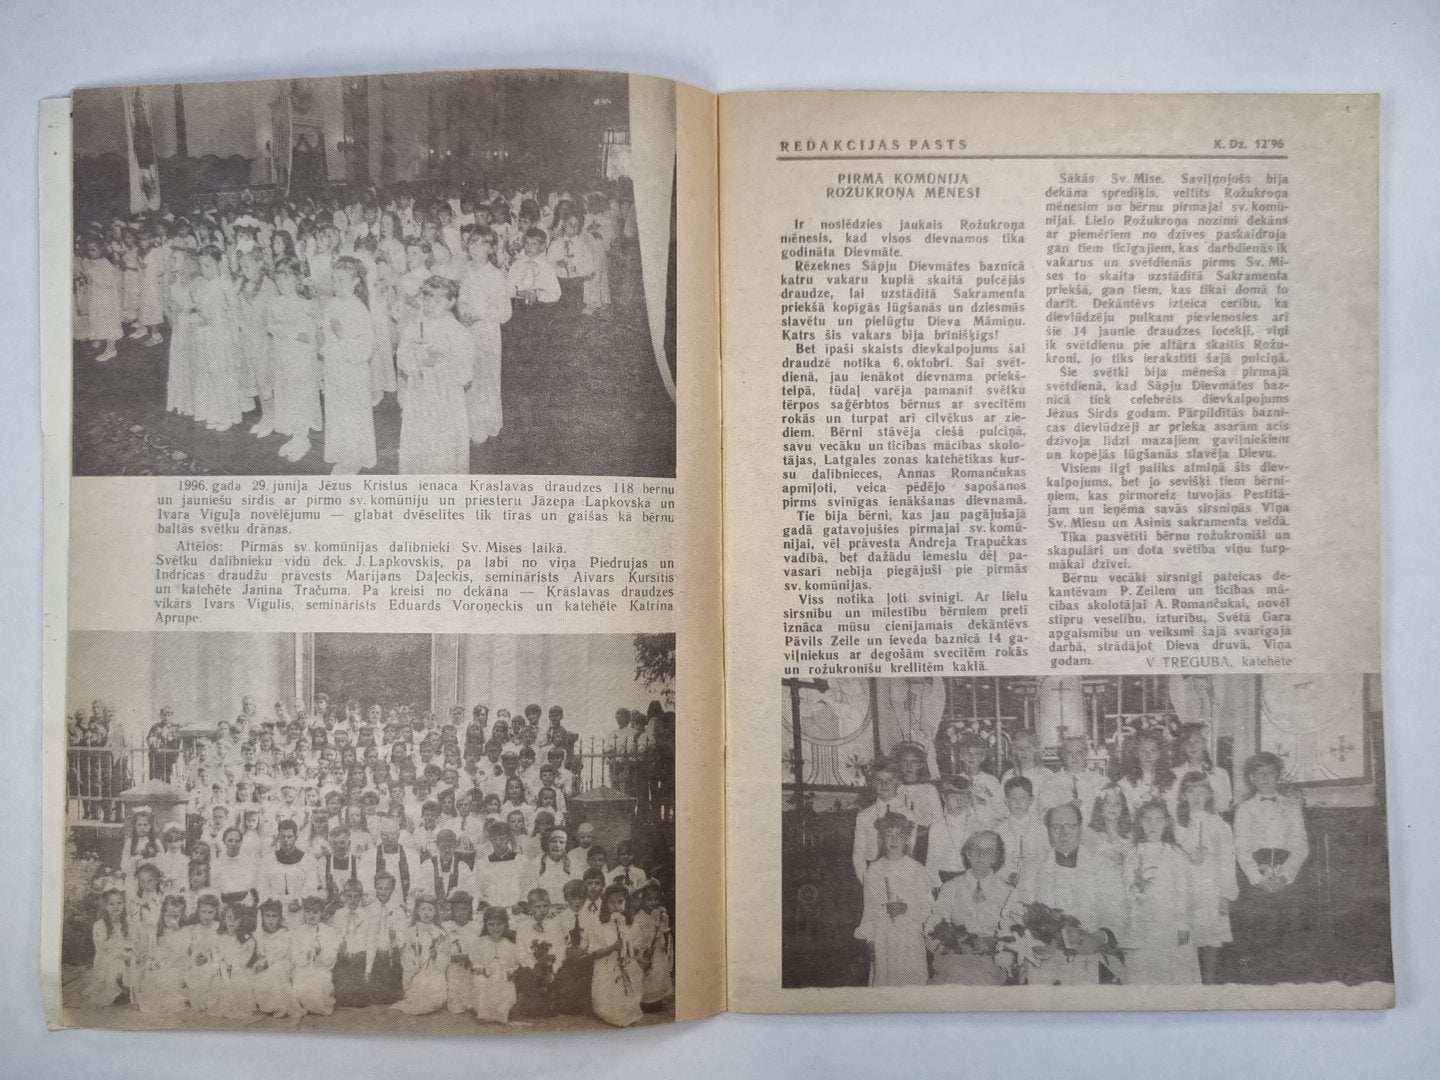 1996. gada 29. jūnijā Jēzus Kristus ienāca Krāslavas draudzes 118 bērnu
un jauniešu sirdīs ar pirmo sv. komūniju un priesteru Jāzepa Lapkovska un
Ivara Viguļa novēlējumu — glabāt dvēselītes tik tīras un gaišas kā bērnu
baltās svētku drānas.
Attēlos: Pirmās sv. komūnijas dalībnieki Sv. Mises laikā.
Svētku dalībnieku vidū dek. J. Lapkovskis, pa labi no viņa Piedrujas un
Indricas draudžu prāvests Marijans Daļeckis, seminārists Aivars Kursītis
un katehēte Janīna Tračuma. Pa kreisi no dekāna — Krāslavas draudzes
vikārs Ivars Vigulis, seminārists Eduards Voroņeckis un katehēte Katrīna
Aprupe.
REDAKCIJAS PASTS
K. Dz. 12'96
PIRMĀ KOMŪNIJA
ROŽUKROŅA MĒNESĪ
Ir noslēdzies jaukais Rožukroņa
mēnesis, kad visos dievnamos tika
godināta Dievmāte.
Rēzeknes Sāpju Dievmātes baznīcā
katru vakaru kuplā skaitā pulcējās
draudze, lai uzstādītā Sakramenta
priekšā kopīgās lūgšanās un dziesmās
slavētu un pielūgtu Dieva Māmiņu.
Katrs šis vakars bija brīnišķīgs!
Bet īpaši skaists dievkalpojums šai
draudzē notika 6. oktobrī. Šai svēt-
dienā, jau ienākot dievnama priekš-
telpā, tūdaļ varēja pamanīt svētku
tērpos saģērbtos bērnus ar svecītēm
rokās un turpat arī cilvēkus ar zie-
diem. Bērni stāvēja ciešā pulciņā,
savu vecāku un ticības mācības skolo-
tājas, Latgales zonas katehētikas kur-
su dalībnieces, Annas Romančukas
apmīļoti, veica pēdējo sapošanos
pirms svinīgas ienākšanas dievnamā.
Tie bija bērni, kas jau pagājušajā
gadā gatavojušies pirmajai sv. komū-
nijai, vēl prāvesta Andreja Trapučkas
vadībā, bet dažādu iemeslu dēļ pa-
vasarī nebija piegājuši pie pirmās
sv. komūnijas.
Viss notika ļoti svinīgi. Ar lielu
sirsnību un mīlestību bērniem pretī
iznāca mūsu cienījamais dekāntēvs
Pāvils Zeile un ieveda baznīcā 14 ga-
viļniekus ar degošām svecītēm rokās
un rožukronīšu krellītēm kaklā.
Sākās Sv. Mise. Saviļņojošs bija
dekāna sprediķis, veltīts Rožukroņa
mēnesim un bērnu pirmajai sv. komū-
nijai. Lielo Rožukroņa nozīmi dekāns
ar piemēriem no dzīves paskaidroja
gan tiem ticīgajiem, kas darbdienās ik
vakarus un svētdienās pirms Sv. Mi-
ses to skaita uzstādītā Sakramenta
priekšā, gan tiem, kas tikai domā to
darīt. Dekāntēvs izteica cerību, ka
dievlūdzēju pulkam pievienosies arī
šie 14 jaunie draudzes locekļi, viņi
ik svētdienu pie altāra skaitīs Rožu-
kroni, jo tiks ierakstīti šajā pulciņā.
Šie svētki bija mēneša pirmajā
svētdienā, kad Sāpju Dievmātes baz-
nīcā tiek celebrēts dievkalpojums
Jēzus Sirds godam. Pārpildītās baznī-
cas dievlūdzēji ar prieka asarām acīs
dzīvoja līdzi mazajiem gaviļniekiem
un kopējās lūgšanās slavēja Dievu.
Visiem ilgi paliks atmiņā šis diev-
kalpojums, bet jo sevišķi tiem bērni-
ņiem, kas pirmoreiz tuvojās Pestītā-
jam un ieņēma savās sirsniņās Viņa
Sv. Miesu un Asinis sakramenta veidā.
Tika pasvētīti bērnu rožukronīši un
skapulāri un dota svētība viņu turp-
mākai dzīvei.
Bērnu vecāki sirsnīgi pateicas de-
kantēvam P. Zeilem un ticības mā-
cības skolotājai A. Romančukai, novēl
stipru veselību, izturību, Svētā Gara
apgaismību un veiksmi šajā svarīgajā
darbā, strādājot Dieva druvā, Viņa
godam.
V. TREGUBA, katehēte